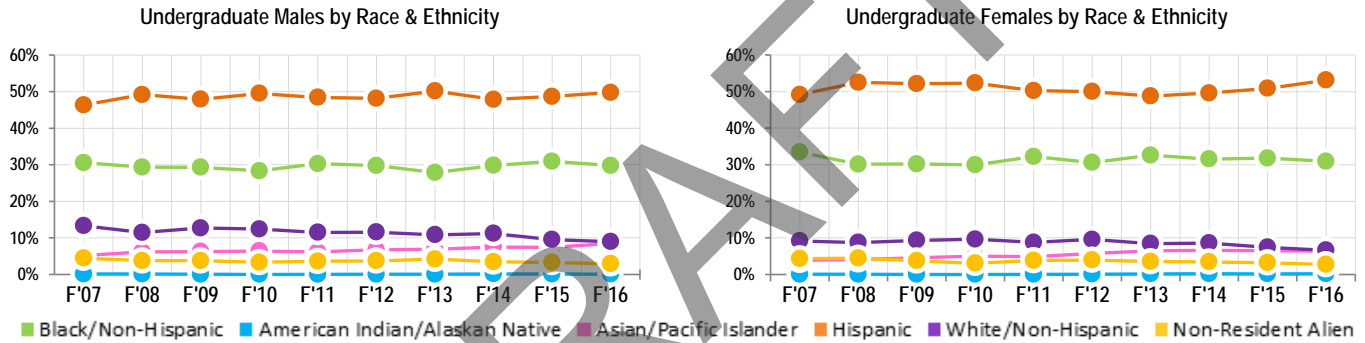 Undergraduate Males by Race & Ethnicity
60%
50%
40%
30%
20%
10%
0%
F'07 F'08 F'09 F'10 F'11 F'12 F'13 F'14 F'15 F'16
Undergraduate Females by Race & Ethnicity
60%
50%
40%
30%
20%
10%
0%
F'07 F'08 F'09 F'10 F'11 F'12 F'13 F'14 F'15 F'16
Black/Non-Hispanic American Indian/Alaskan Native Asian/Pacific Islander Hispanic White/Non-Hispanic Non-Resident Alien
RAFT